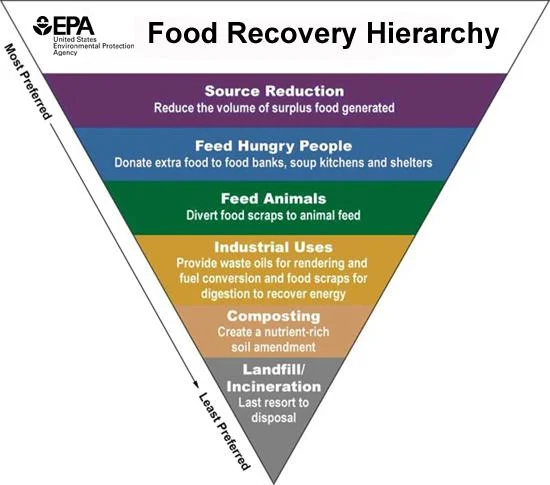 EPA
United States
Environmental Protection
Agency
Food Recovery Hierarchy
Most Preferred
Source Reduction
Reduce the volume of surplus food generated
Feed Hungry People
Donate extra food to food banks, soup kitchens and shelters
Feed Animals
Divert food scraps to animal feed
Industrial Uses
Provide waste oils for rendering and
fuel conversion and food scraps for
digestion to recover energy
Composting
Create a nutrient-rich
soil amendment
Landfill/
Incineration
Last resort to
disposal
Least Preferred